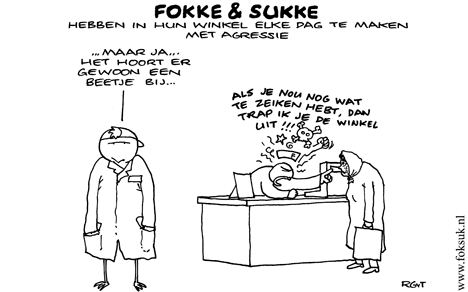 FOKKE & SUKKE
HEBBEN IN HUN WINKEL ELKE DAG TE MAKEN
MET AGRESSIE
...MAAR JA...
HET HOORT ER
GEWOON EEN
BEETJE BIJ...
ALS JE NOU NOG WAT
TE ZEIKEN HEBT, DAN
TRAP IK JE DE WINKEL
UIT!!!
www.foksuk.nl
RGvT